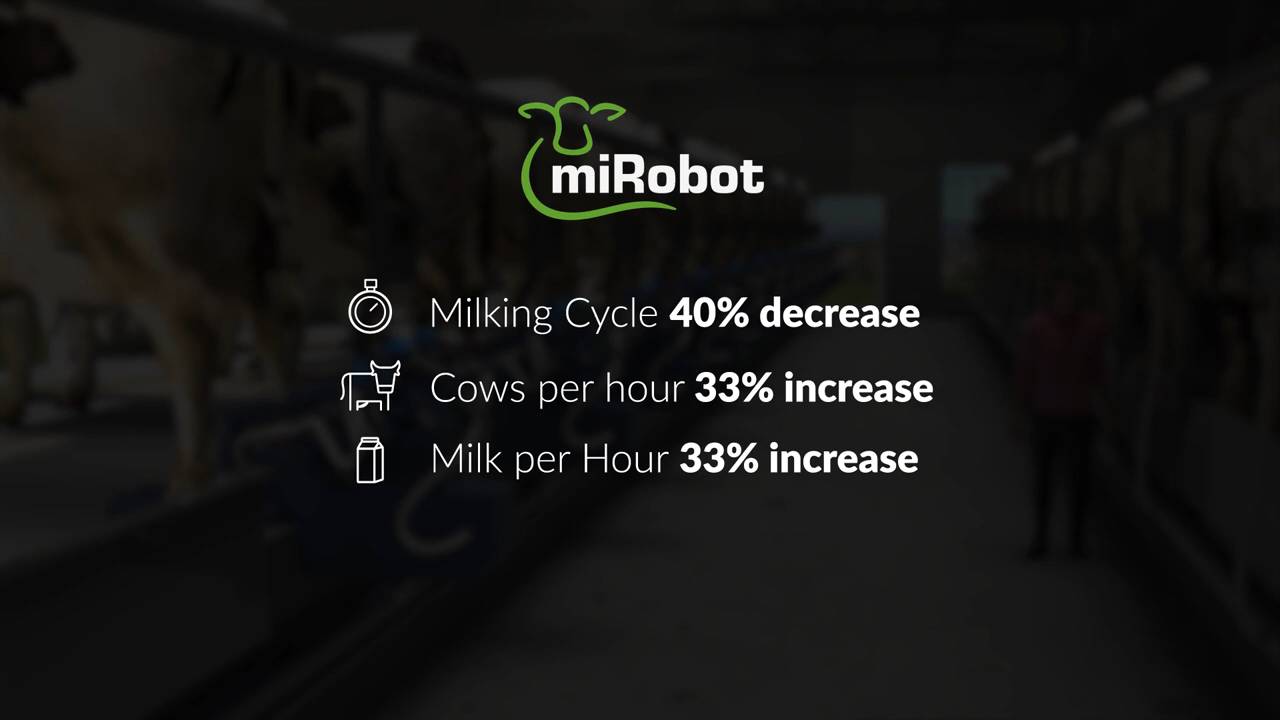 miRobot
Milking Cycle 40% decrease
Cows per hour 33% increase
Milk per Hour 33% increase